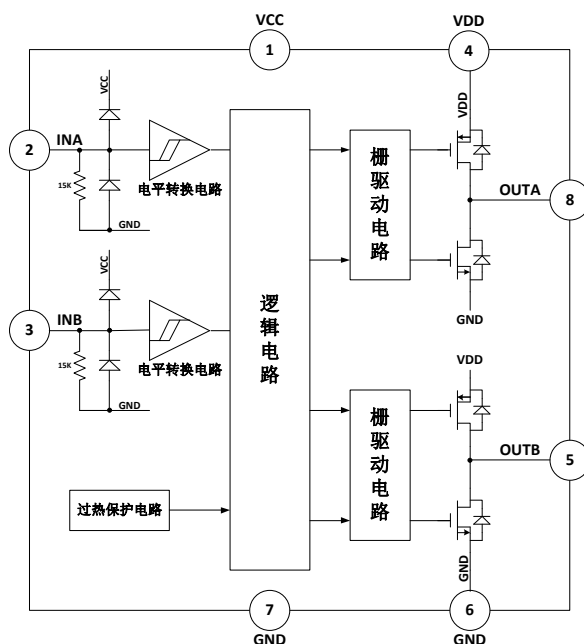 VCC
1
VDD
4
VCC
VDD
2
INA
15K
电平转换电路
GND
栅驱动电路
OUTA
8
GND
VCC
3
INB
15K
电平转换电路
GND
逻辑电路
VDD
栅驱动电路
OUTB
5
过热保护电路
GND
7
GND
6
GND